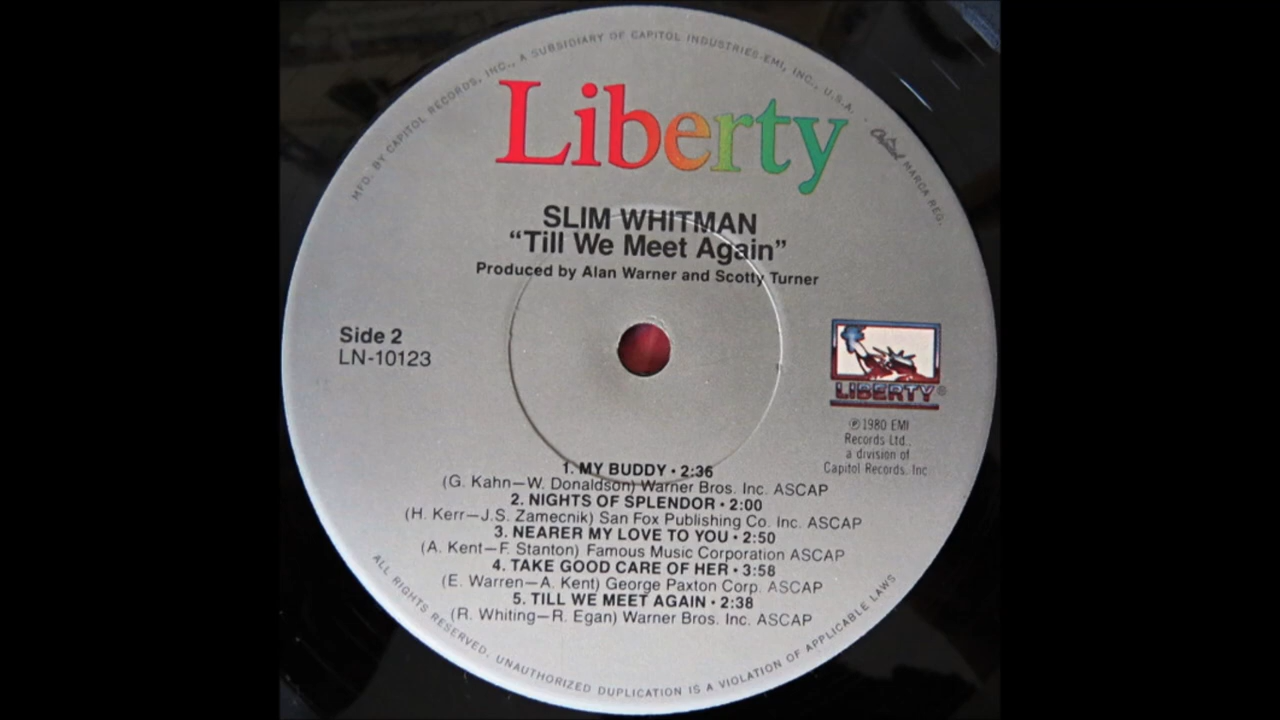 MFD. BY CAPITOL RECORDS, INC., A SUBSIDIARY OF CAPITOL INDUSTRIES-EMI, INC., U.S.A. Capitol MARCA REG.
Liberty
SLIM WHITMAN
“Till We Meet Again”
Produced by Alan Warner and Scotty Turner
Side 2
LN-10123
LIBERTY®
℗1980 EMI
Records Ltd.,
a division of
Capitol Records, Inc
1. MY BUDDY • 2:36
(G. Kahn—W. Donaldson) Warner Bros. Inc. ASCAP
2. NIGHTS OF SPLENDOR • 2:00
(H. Kerr—J.S. Zamecnik) San Fox Publishing Co. Inc. ASCAP
3. NEARER MY LOVE TO YOU • 2:50
(A. Kent—F. Stanton) Famous Music Corporation ASCAP
4. TAKE GOOD CARE OF HER • 3:58
(E. Warren—A. Kent) George Paxton Corp. ASCAP
5. TILL WE MEET AGAIN • 2:38
(R. Whiting—R. Egan) Warner Bros. Inc. ASCAP
ALL RIGHTS RESERVED. UNAUTHORIZED DUPLICATION IS A VIOLATION OF APPLICABLE LAWS